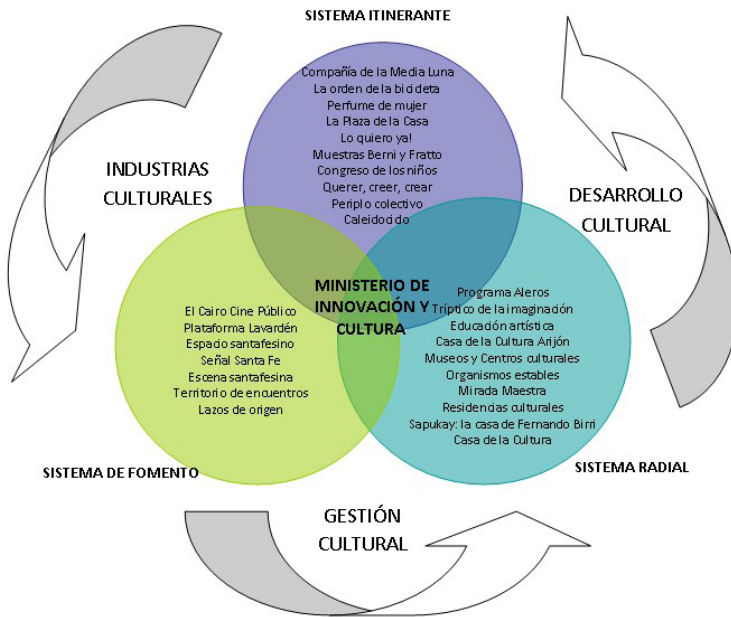 SISTEMA ITINERANTE
Compañía de la Media Luna
La orden de la bicicleta
Perfume de mujer
La Plaza de la Casa
Lo quiero ya!
Muestras Berni y Fratto
Congreso de los niños
Querer, creer, crear
Periplo colectivo
Caleidociclo
INDUSTRIAS
CULTURALES
DESARROLLO
CULTURAL
MINISTERIO DE
INNOVACIÓN Y
CULTURA
El Cairo Cine Público
Plataforma Lavardén
Espacio santafesino
Señal Santa Fe
Escena santafesina
Territorio de encuentros
Lazos de origen
Programa Aleros
Tríptico de la imaginación
Educación artística
Casa de la Cultura Arijón
Museos y Centros culturales
Organismos estables
Mirada Maestra
Residencias culturales
Sapukay: la casa de Fernando Birri
Casa de la Cultura
SISTEMA DE FOMENTO
SISTEMA RADIAL
GESTIÓN
CULTURAL